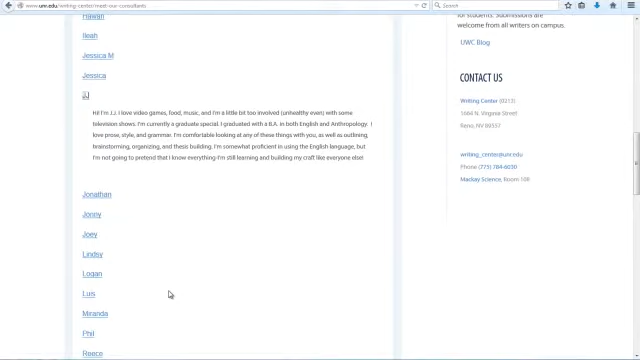 www.unr.edu/writing-center/meet-our-consultants
Search
Hawah
Ileah
Jessica M
Jessica
JJ
Hi! I'm JJ. I love video games, food, music, and I'm a little bit too involved (unhealthy even) with some
television shows. I'm currently a graduate special. I graduated with a B.A. in both English and Anthropology. I
love prose, style, and grammar. I'm comfortable looking at any of these things with you, as well as outlining,
brainstorming, organizing, and thesis building. I'm somewhat proficient in using the English language, but
I'm not going to pretend that I know everything-I'm still learning and building my craft like everyone else!
Jonathan
Jonny
Joey
Lindsy
Logan
Luis
Miranda
Phil
Reece
for students. Submissions are
welcome from all writers on campus.
UWC Blog
CONTACT US
Writing Center (0213)
1664 N. Virginia Street
Reno, NV 89557
writing_center@unr.edu
Phone (775) 784-6030
Mackay Science, Room 108